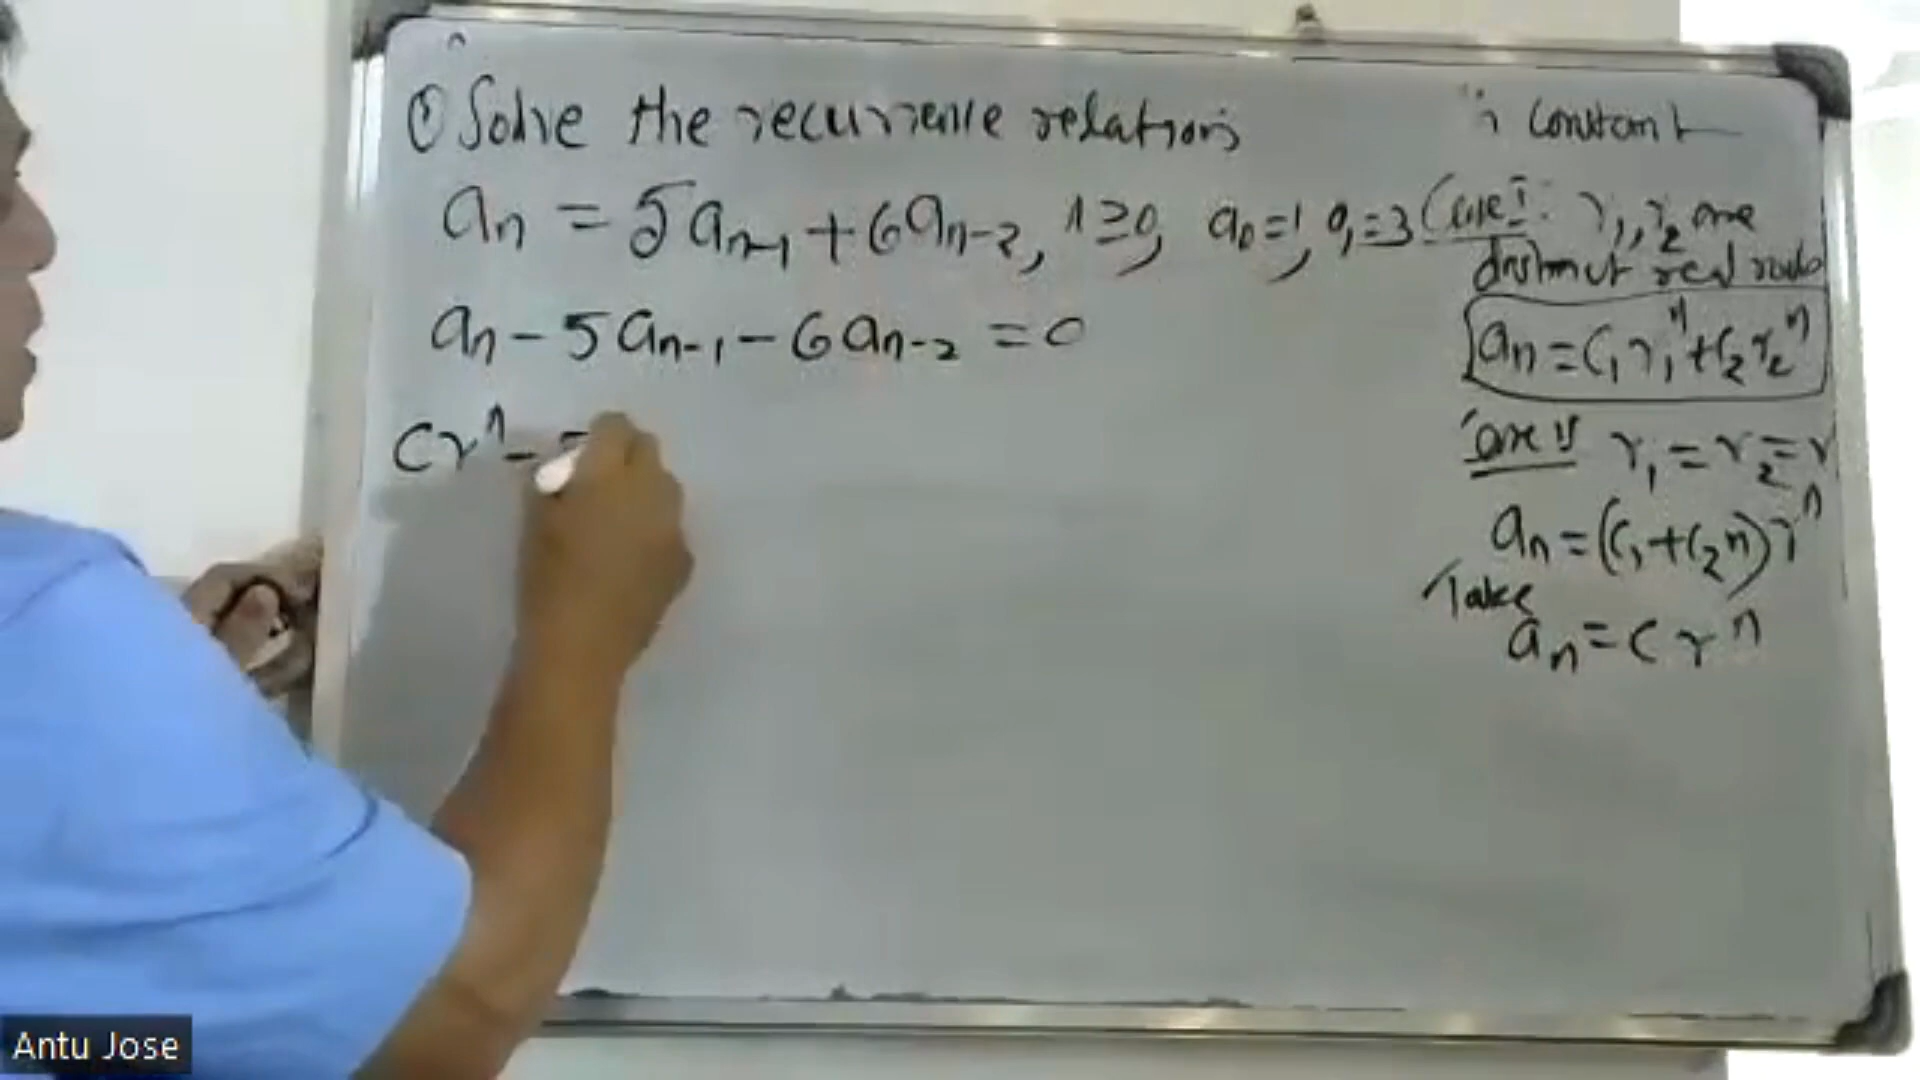 ① Solve the recurrence relations
aₙ = 5aₙ₋₁ + 6aₙ₋₂, n ≥ 0, a₀=1, a₁=3
aₙ - 5aₙ₋₁ - 6aₙ₋₂ = 0
crⁿ -
constant
Case I: r₁, r₂ are
distinct real roots
aₙ = c₁r₁ⁿ + c₂r₂ⁿ
Case II r₁ = r₂ = r
aₙ = (c₁ + c₂n) rⁿ
Take
aₙ = c rⁿ
Antu Jose